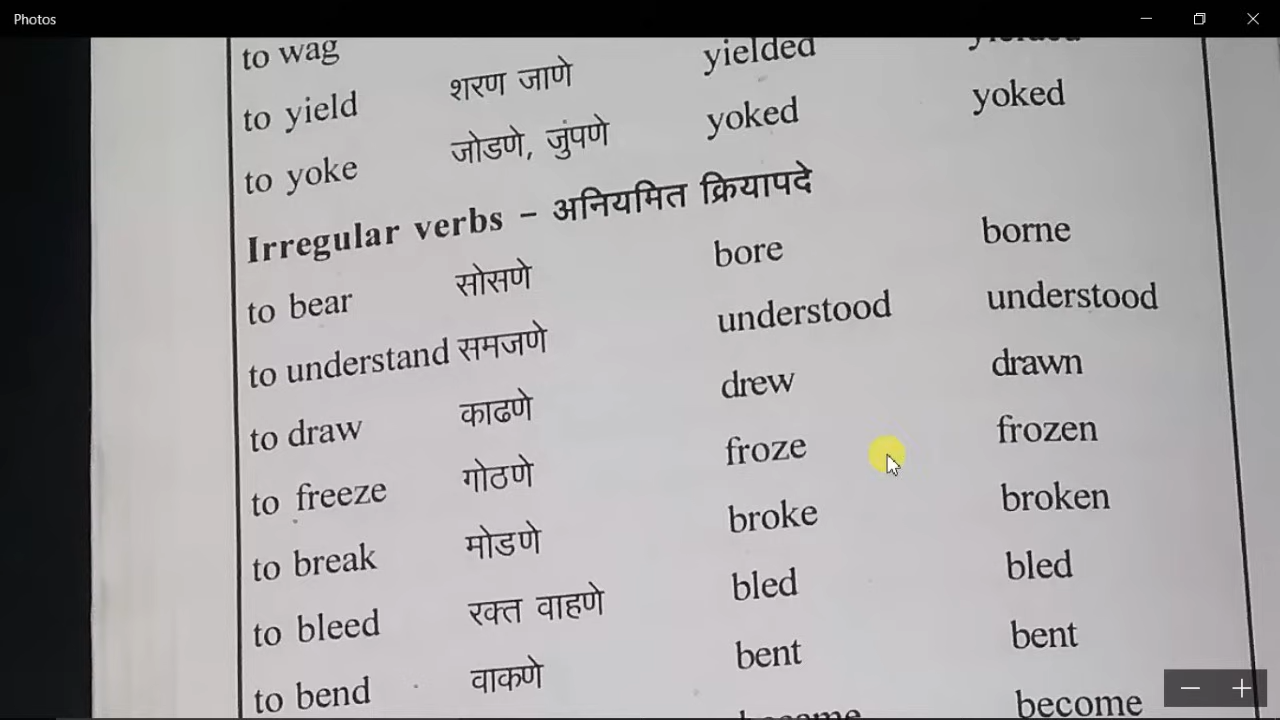 Photos
to wag
to yield शरण जाणे yielded yielded
to yoke जोडणे, जुंपणे yoked yoked
Irregular verbs – अनियमित क्रियापदे
to bear सोसणे bore borne
to understand समजणे understood understood
to draw काढणे drew drawn
to freeze गोठणे froze frozen
to break मोडणे broke broken
to bleed रक्त वाहणे bled bled
to bend वाकणे bent bent
became become